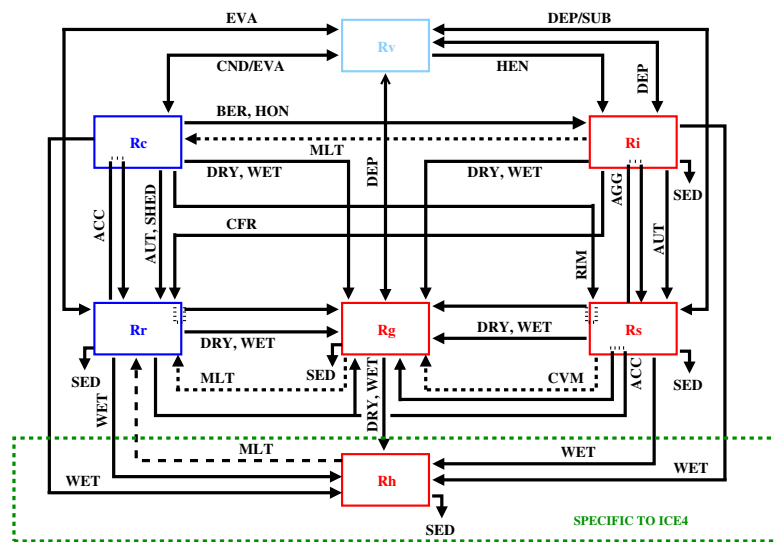 EVA
DEP/SUB
Rv
CND/EVA
HEN
DEP
BER, HON
Rc
Ri
MLT
DRY, WET
DEP
DRY, WET
AGG
SED
ACC
AUT, SHED
CFR
AUT
RIM
Rr
Rg
Rs
DRY, WET
DRY, WET
SED
MLT
SED
DRY, WET
CVM
ACC
SED
WET
MLT
WET
WET
WET
Rh
SED
SPECIFIC TO ICE4